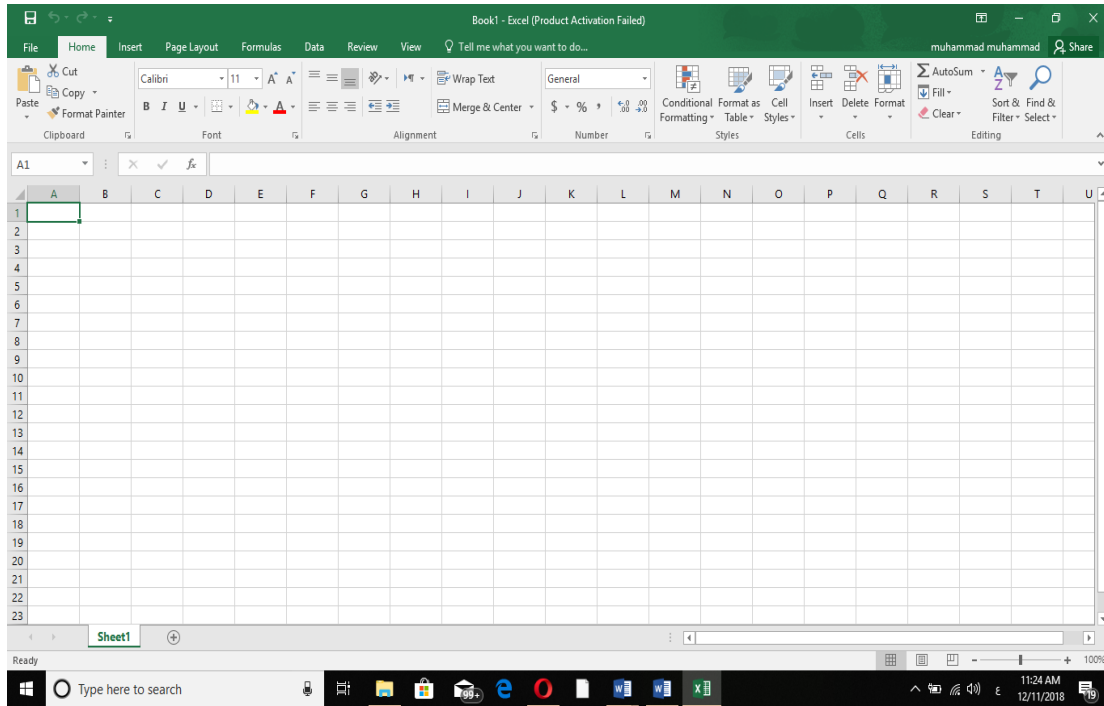 Book1 - Excel (Product Activation Failed)
File Home Insert Page Layout Formulas Data Review View Tell me what you want to do... muhammad muhammad Share
Paste
Cut
Copy
Format Painter
Clipboard
Calibri 11 A A
B I U A
Font
Wrap Text
Merge & Center
Alignment
General
$ % , .0 .00 .00 .0
Number
Conditional Formatting
Format as Table
Cell Styles
Styles
Insert Delete Format
Cells
AutoSum
Fill
Clear
Sort & Filter
Find & Select
Editing
A1 fx
A B C D E F G H I J K L M N O P Q R S T U
1
2
3
4
5
6
7
8
9
10
11
12
13
14
15
16
17
18
19
20
21
22
23
Sheet1
Ready 100%
Type here to search 99+ ع 11:24 AM
12/11/2018 19